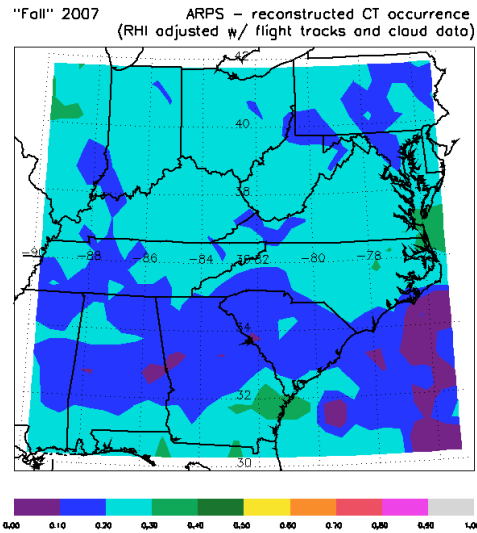 "Fall" 2007 ARPS - reconstructed CT occurrence
(RHI adjusted w/ flight tracks and cloud data)
42
40
38
-90 -88 -86 -84 -82 -80 -78
34
32
30
0.00 0.10 0.20 0.30 0.40 0.50 0.60 0.70 0.80 0.90 1.0